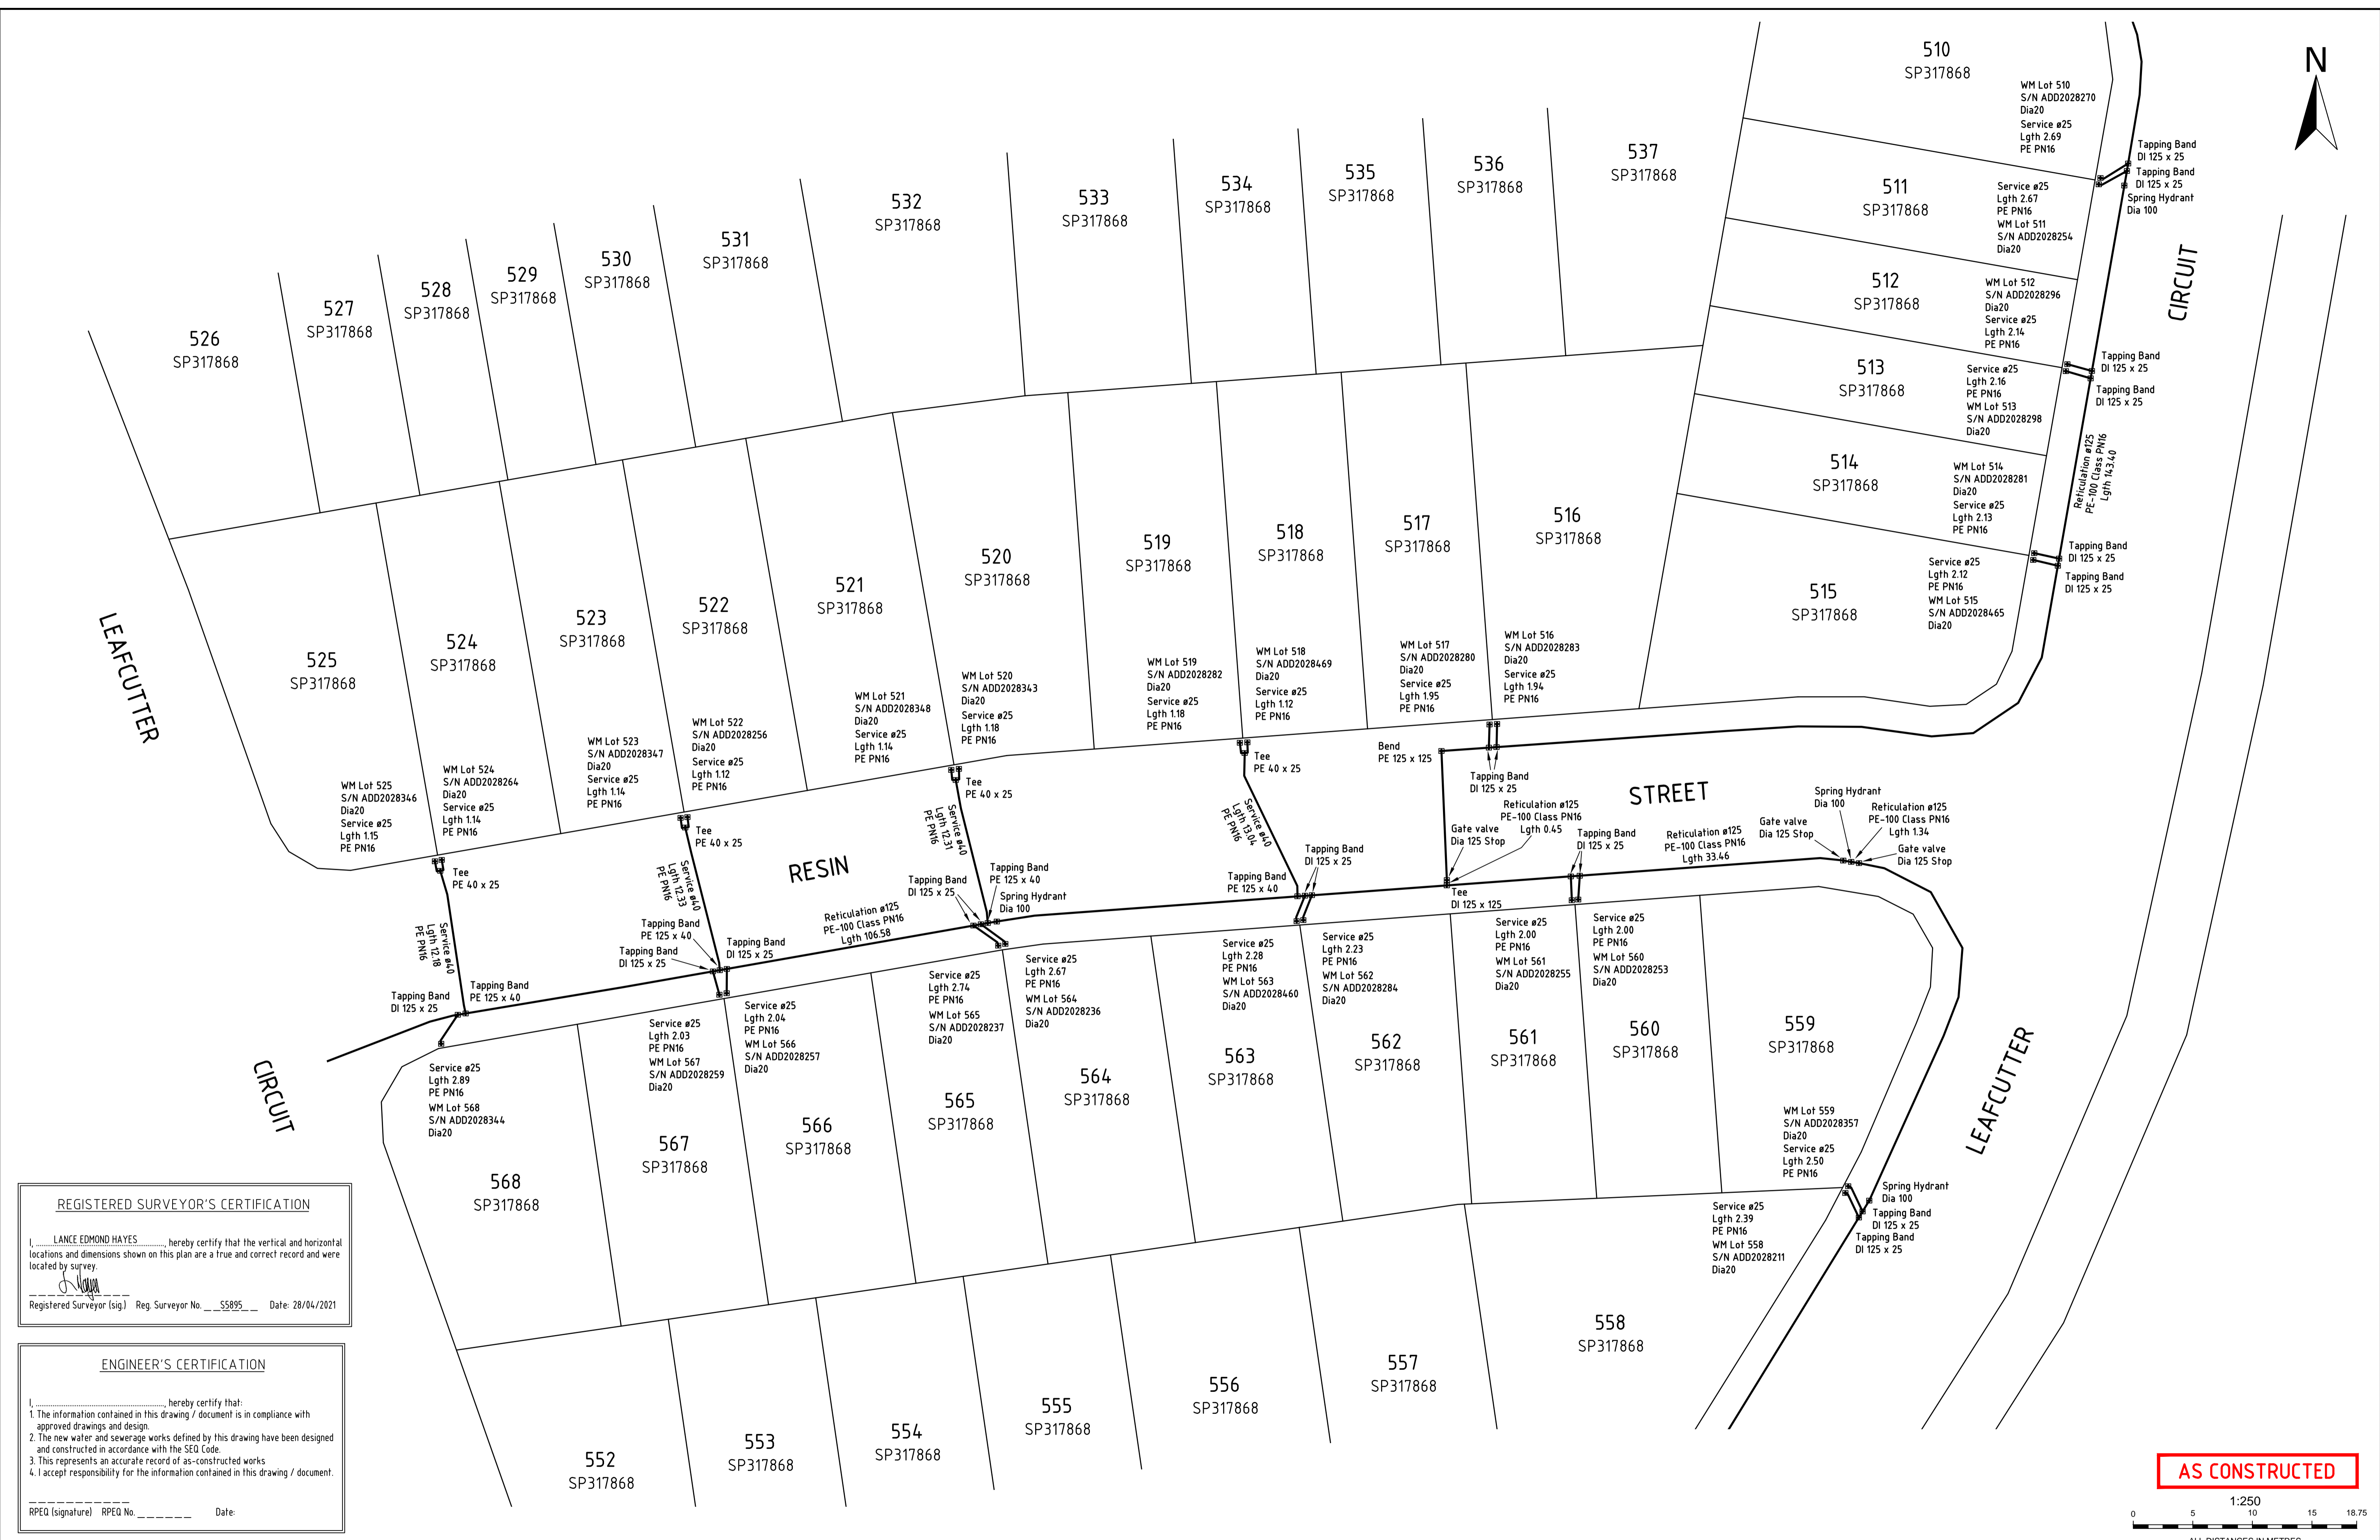 510
SP317868
WM Lot 510
S/N ADD2028270
Dia20
Service ø25
Lgth 2.69
PE PN16
N
Tapping Band
DI 125 x 25
Tapping Band
DI 125 x 25
Spring Hydrant
Dia 100
511
SP317868
Service ø25
Lgth 2.67
PE PN16
WM Lot 511
S/N ADD2028254
Dia20
CIRCUIT
512
SP317868
WM Lot 512
S/N ADD2028296
Dia20
Service ø25
Lgth 2.14
PE PN16
Tapping Band
DI 125 x 25
Tapping Band
DI 125 x 25
513
SP317868
Service ø25
Lgth 2.16
PE PN16
WM Lot 513
S/N ADD2028298
Dia20
Reticulation ø125
PE-100 Class PN16
Lgth 143.40
514
SP317868
WM Lot 514
S/N ADD2028281
Dia20
Service ø25
Lgth 2.13
PE PN16
Tapping Band
DI 125 x 25
Tapping Band
DI 125 x 25
515
SP317868
Service ø25
Lgth 2.12
PE PN16
WM Lot 515
S/N ADD2028465
Dia20
526
SP317868
527
SP317868
528
SP317868
529
SP317868
530
SP317868
531
SP317868
532
SP317868
533
SP317868
534
SP317868
535
SP317868
536
SP317868
537
SP317868
LEAFCUTTER
525
SP317868
WM Lot 525
S/N ADD2028346
Dia20
Service ø25
Lgth 1.15
PE PN16
524
SP317868
WM Lot 524
S/N ADD2028264
Dia20
Service ø25
Lgth 1.14
PE PN16
523
SP317868
WM Lot 523
S/N ADD2028347
Dia20
Service ø25
Lgth 1.14
PE PN16
522
SP317868
WM Lot 522
S/N ADD2028256
Dia20
Service ø25
Lgth 1.12
PE PN16
521
SP317868
WM Lot 521
S/N ADD2028348
Dia20
Service ø25
Lgth 1.14
PE PN16
520
SP317868
WM Lot 520
S/N ADD2028343
Dia20
Service ø25
Lgth 1.18
PE PN16
519
SP317868
WM Lot 519
S/N ADD2028282
Dia20
Service ø25
Lgth 1.18
PE PN16
518
SP317868
WM Lot 518
S/N ADD2028469
Dia20
Service ø25
Lgth 1.12
PE PN16
517
SP317868
WM Lot 517
S/N ADD2028280
Dia20
Service ø25
Lgth 1.95
PE PN16
516
SP317868
WM Lot 516
S/N ADD2028283
Dia20
Service ø25
Lgth 1.94
PE PN16
Tee
PE 40 x 25
Service ø40
Lgth 12.18
PE PN16
Tapping Band
DI 125 x 25
Tapping Band
PE 125 x 40
Tee
PE 40 x 25
Service ø40
Lgth 12.33
PE PN16
Tapping Band
PE 125 x 40
Tapping Band
DI 125 x 25
Tapping Band
DI 125 x 25
RESIN
Reticulation ø125
PE-100 Class PN16
Lgth 106.58
Tee
PE 40 x 25
Service ø40
Lgth 12.31
PE PN16
Tapping Band
DI 125 x 25
Tapping Band
PE 125 x 40
Spring Hydrant
Dia 100
Tee
PE 40 x 25
Service ø40
Lgth 13.04
PE PN16
Tapping Band
PE 125 x 40
Tapping Band
DI 125 x 25
Bend
PE 125 x 125
Tapping Band
DI 125 x 25
Reticulation ø125
PE-100 Class PN16
Lgth 0.45
Gate valve
Dia 125 Stop
Tee
DI 125 x 125
STREET
Tapping Band
DI 125 x 25
Reticulation ø125
PE-100 Class PN16
Lgth 33.46
Spring Hydrant
Dia 100
Gate valve
Dia 125 Stop
Reticulation ø125
PE-100 Class PN16
Lgth 1.34
Gate valve
Dia 125 Stop
CIRCUIT
Service ø25
Lgth 2.89
PE PN16
WM Lot 568
S/N ADD2028344
Dia20
568
SP317868
Service ø25
Lgth 2.03
PE PN16
WM Lot 567
S/N ADD2028259
Dia20
567
SP317868
Service ø25
Lgth 2.04
PE PN16
WM Lot 566
S/N ADD2028257
Dia20
566
SP317868
Service ø25
Lgth 2.74
PE PN16
WM Lot 565
S/N ADD2028237
Dia20
565
SP317868
Service ø25
Lgth 2.67
PE PN16
WM Lot 564
S/N ADD2028236
Dia20
564
SP317868
Service ø25
Lgth 2.28
PE PN16
WM Lot 563
S/N ADD2028460
Dia20
563
SP317868
Service ø25
Lgth 2.23
PE PN16
WM Lot 562
S/N ADD2028284
Dia20
562
SP317868
Service ø25
Lgth 2.00
PE PN16
WM Lot 561
S/N ADD2028255
Dia20
561
SP317868
Service ø25
Lgth 2.00
PE PN16
WM Lot 560
S/N ADD2028253
Dia20
560
SP317868
559
SP317868
WM Lot 559
S/N ADD2028357
Dia20
Service ø25
Lgth 2.50
PE PN16
LEAFCUTTER
Spring Hydrant
Dia 100
Tapping Band
DI 125 x 25
Tapping Band
DI 125 x 25
Service ø25
Lgth 2.39
PE PN16
WM Lot 558
S/N ADD2028211
Dia20
558
SP317868
557
SP317868
556
SP317868
555
SP317868
554
SP317868
553
SP317868
552
SP317868
REGISTERED SURVEYOR'S CERTIFICATION
I, LANCE EDMOND HAYES, hereby certify that the vertical and horizontal
locations and dimensions shown on this plan are a true and correct record and were
located by survey.
Registered Surveyor (sig.) Reg. Surveyor No. S5895 Date: 28/04/2021
ENGINEER'S CERTIFICATION
I, ............, hereby certify that:
1. The information contained in this drawing / document is in compliance with
approved drawings and design.
2. The new water and sewerage works defined by this drawing have been designed
and constructed in accordance with the SEQ Code.
3. This represents an accurate record of as-constructed works
4. I accept responsibility for the information contained in this drawing / document.
RPEQ (signature) RPEQ No. ______ Date:
AS CONSTRUCTED
1:250
0 5 10 15 18.75
ALL DISTANCES IN METRES